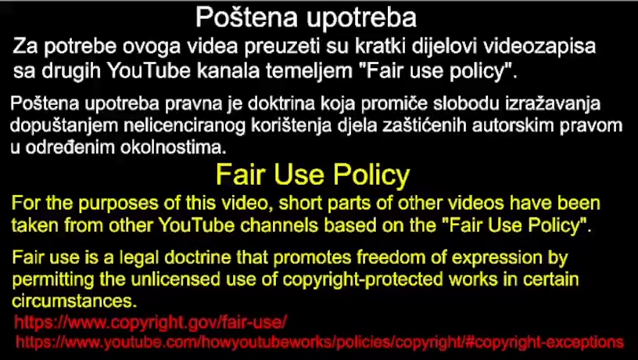 Poštena upotreba
Za potrebe ovoga videa preuzeti su kratki dijelovi videozapisa
sa drugih YouTube kanala temeljem "Fair use policy".
Poštena upotreba pravna je doktrina koja promiče slobodu izražavanja
dopuštanjem nelicenciranog korištenja djela zaštićenih autorskim pravom
u određenim okolnostima.
Fair Use Policy
For the purposes of this video, short parts of other videos have been
taken from other YouTube channels based on the "Fair Use Policy".
Fair use is a legal doctrine that promotes freedom of expression by
permitting the unlicensed use of copyright-protected works in certain
circumstances.
https://www.copyright.gov/fair-use/
https://www.youtube.com/howyoutubeworks/policies/copyright/#copyright-exceptions